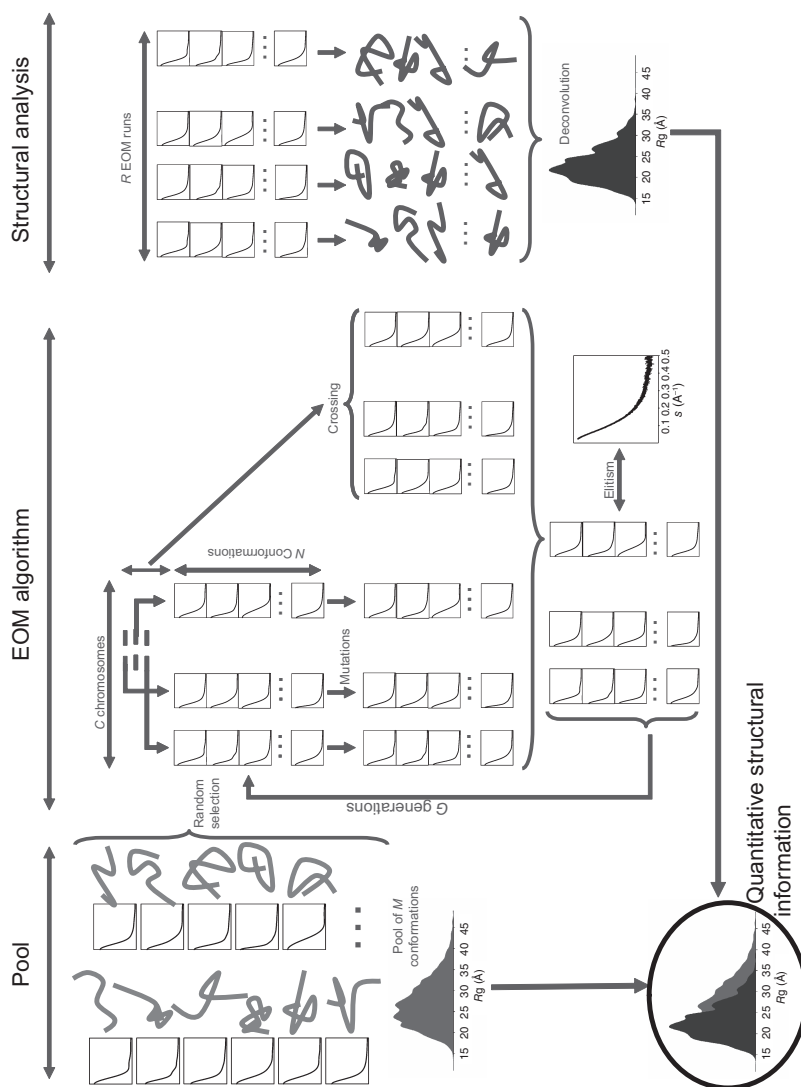 Pool
EOM algorithm
Structural analysis
Random
selection
C chromosomes
N Conformations
Mutations
Crossing
G generations
Elitism
0.1 0.2 0.3 0.4 0.5
s (A⁻¹)
R EOM runs
Deconvolution
15 20 25 30 35 40 45
Rg (Å)
Pool of M
conformations
15 20 25 30 35 40 45
Rg (Å)
15 20 25 30 35 40 45
Rg (Å)
Quantitative structural
information